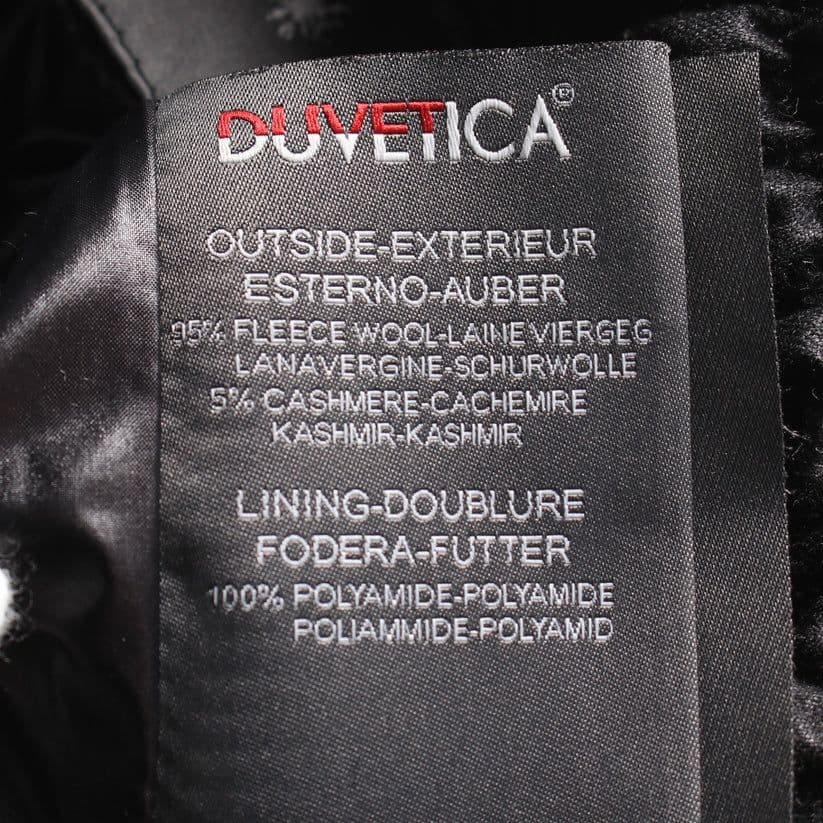 DUVETICA®
OUTSIDE-EXTERIEUR
ESTERNO-AUBER
95% FLEECE WOOL-LAINE VIERGEG
LANAVERGINE-SCHURWOLLE
5% CASHMERE-CACHEMIRE
KASHMIR-KASHMIR
LINING-DOUBLURE
FODERA-FUTTER
100% POLYAMIDE-POLYAMIDE
POLIAMMIDE-POLYAMID